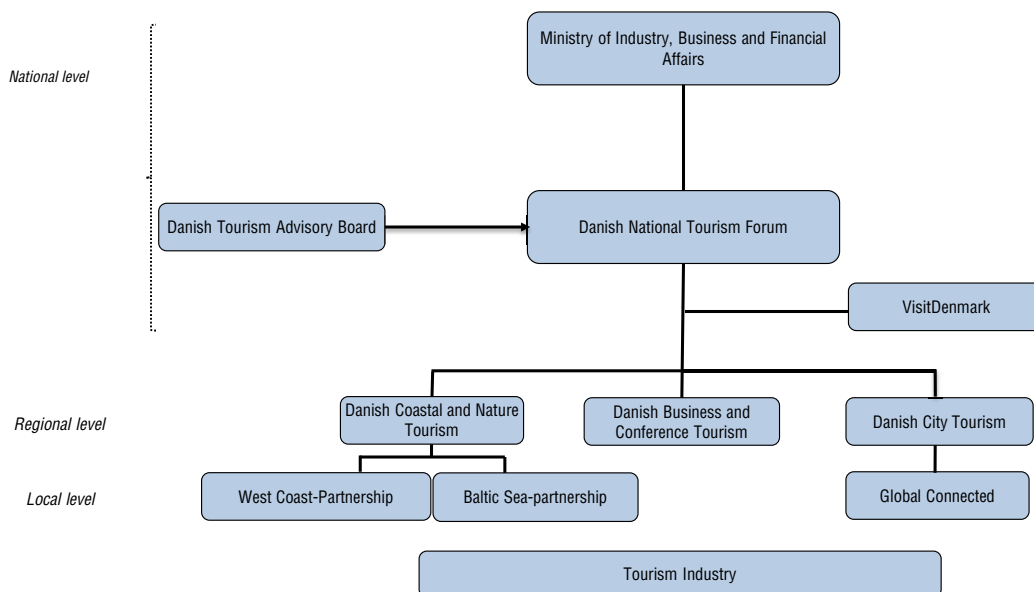 Ministry of Industry, Business and Financial
Affairs
National level
Danish Tourism Advisory Board
Danish National Tourism Forum
VisitDenmark
Regional level
Danish Coastal and Nature
Tourism
Danish Business and
Conference Tourism
Danish City Tourism
Local level
West Coast-Partnership
Baltic Sea-partnership
Global Connected
Tourism Industry